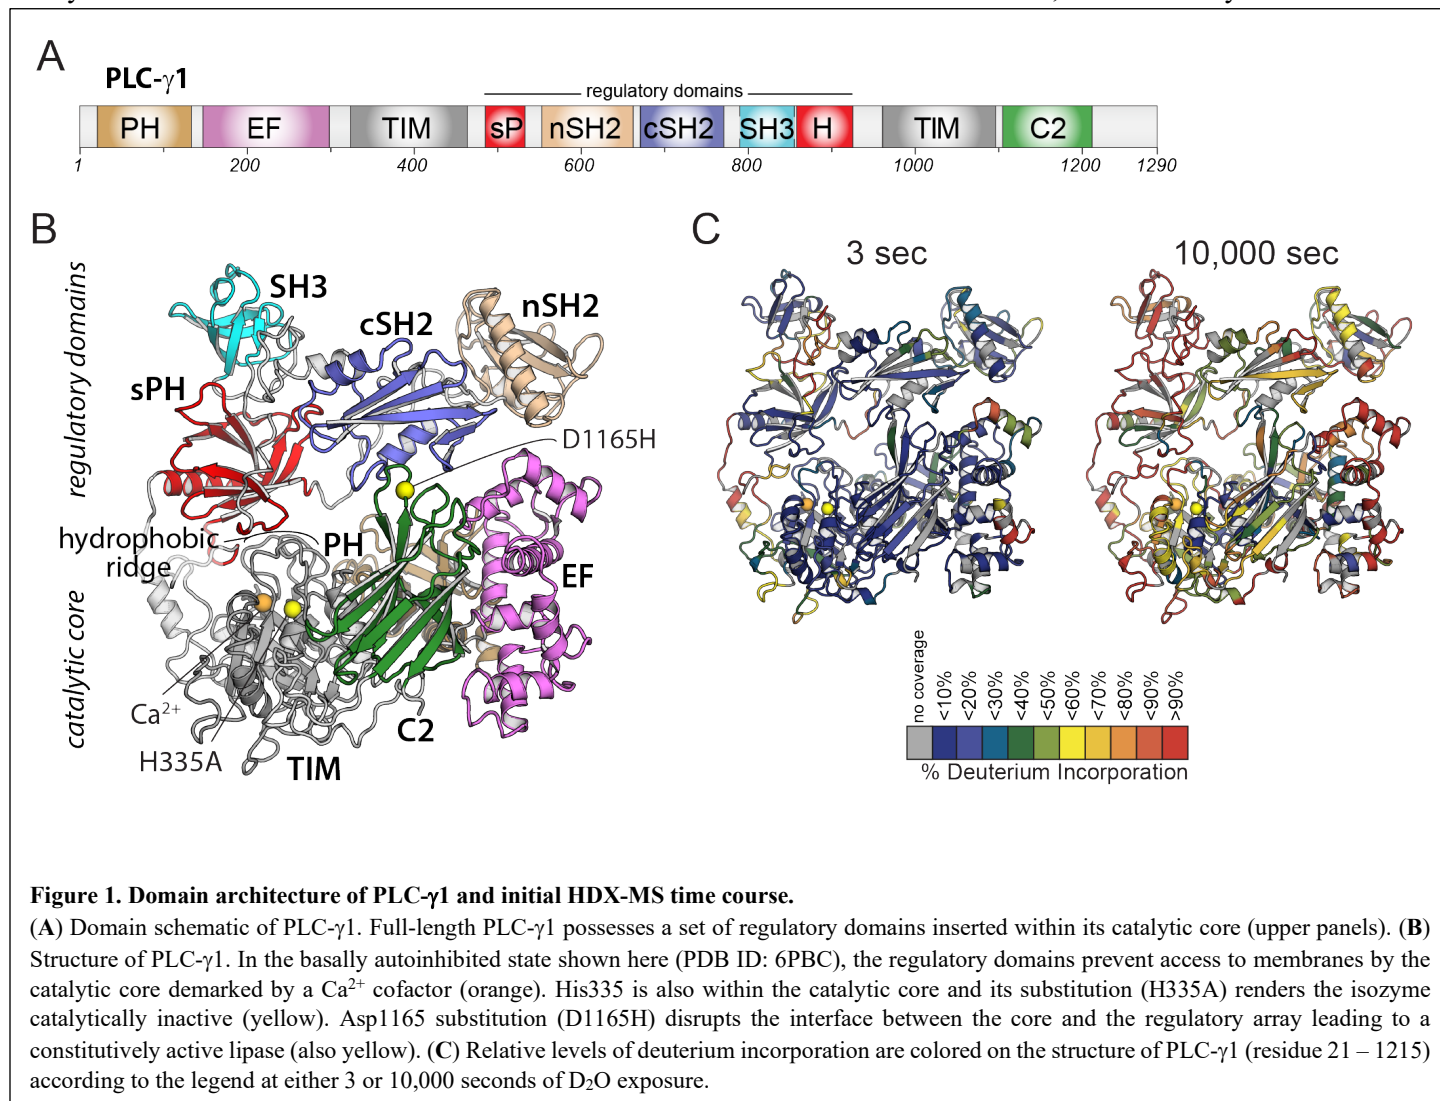 A
PLC-γ1
regulatory domains
PH EF TIM sP nSH2 cSH2 SH3 H TIM C2
1 200 400 600 800 1000 1200 1290
B
C
3 sec
10,000 sec
regulatory domains
catalytic core
SH3
cSH2
nSH2
sPH
D1165H
hydrophobic
ridge
PH
EF
Ca²⁺
H335A
TIM
C2
no coverage
<10%
<20%
<30%
<40%
<50%
<60%
<70%
<80%
<90%
>90%
% Deuterium Incorporation
Figure 1. Domain architecture of PLC-γ1 and initial HDX-MS time course.
(A) Domain schematic of PLC-γ1. Full-length PLC-γ1 possesses a set of regulatory domains inserted within its catalytic core (upper panels). (B)
Structure of PLC-γ1. In the basally autoinhibited state shown here (PDB ID: 6PBC), the regulatory domains prevent access to membranes by the
catalytic core demarked by a Ca²⁺ cofactor (orange). His335 is also within the catalytic core and its substitution (H335A) renders the isozyme
catalytically inactive (yellow). Asp1165 substitution (D1165H) disrupts the interface between the core and the regulatory array leading to a
constitutively active lipase (also yellow). (C) Relative levels of deuterium incorporation are colored on the structure of PLC-γ1 (residue 21 – 1215)
according to the legend at either 3 or 10,000 seconds of D₂O exposure.